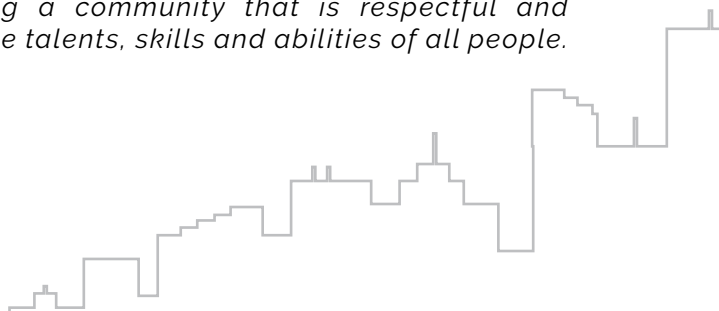 g a community that is respectful and
e talents, skills and abilities of all people.